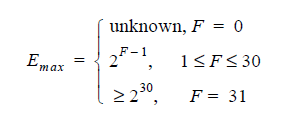 unknown, F = 0
E_max = { 2^{F−1}, 1 ≤ F ≤ 30
≥ 2^{30}, F = 31